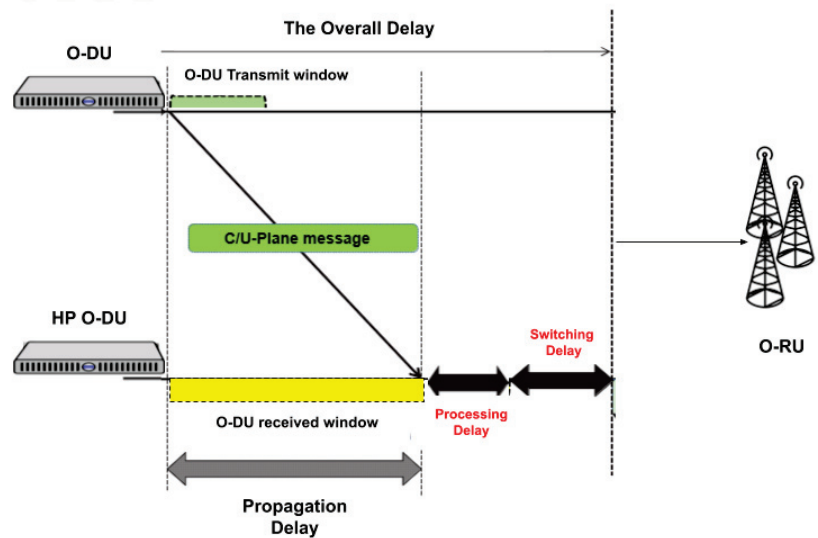 The Overall Delay
O-DU
O-DU Transmit window
C/U-Plane message
HP O-DU
Switching
Delay
O-RU
Processing
Delay
O-DU received window
Propagation
Delay